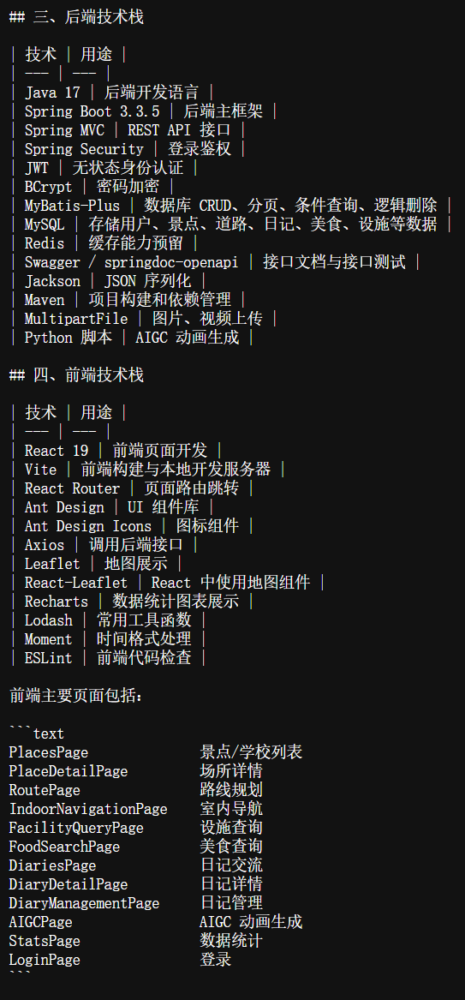 ## 三、后端技术栈
| 技术 | 用途 |
| --- | --- |
| Java 17 | 后端开发语言 |
| Spring Boot 3.3.5 | 后端主框架 |
| Spring MVC | REST API 接口 |
| Spring Security | 登录鉴权 |
| JWT | 无状态身份认证 |
| BCrypt | 密码加密 |
| MyBatis-Plus | 数据库 CRUD、分页、条件查询、逻辑删除 |
| MySQL | 存储用户、景点、道路、日记、美食、设施等数据 |
| Redis | 缓存能力预留 |
| Swagger / springdoc-openapi | 接口文档与接口测试 |
| Jackson | JSON 序列化 |
| Maven | 项目构建和依赖管理 |
| MultipartFile | 图片、视频上传 |
| Python 脚本 | AIGC 动画生成 |
## 四、前端技术栈
| 技术 | 用途 |
| --- | --- |
| React 19 | 前端页面开发 |
| Vite | 前端构建与本地开发服务器 |
| React Router | 页面路由跳转 |
| Ant Design | UI 组件库 |
| Ant Design Icons | 图标组件 |
| Axios | 调用后端接口 |
| Leaflet | 地图展示 |
| React-Leaflet | React 中使用地图组件 |
| Recharts | 数据统计图表展示 |
| Lodash | 常用工具函数 |
| Moment | 时间格式处理 |
| ESLint | 前端代码检查 |
前端主要页面包括：
```text
PlacesPage 景点/学校列表
PlaceDetailPage 场所详情
RoutePage 路线规划
IndoorNavigationPage 室内导航
FacilityQueryPage 设施查询
FoodSearchPage 美食查询
DiariesPage 日记交流
DiaryDetailPage 日记详情
DiaryManagementPage 日记管理
AIGCPage AIGC 动画生成
StatsPage 数据统计
LoginPage 登录
```